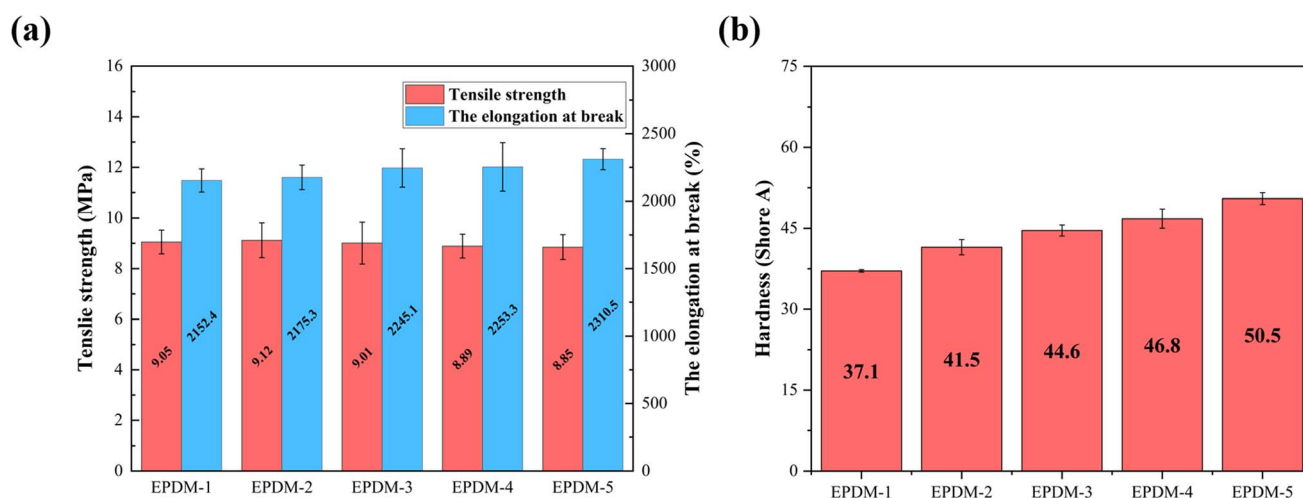 (a)
Tenslie strength (MPa)
16
14
12
10
8
6
4
2
0
Tensile strength
The elongation at break
9.05
2152.4
9.12
2175.3
9.01
2245.1
8.89
2253.3
8.85
2310.5
EPDM-1
EPDM-2
EPDM-3
EPDM-4
EPDM-5
3000
2500
2000
1500
1000
500
0
The elongation at break (%)
(b)
Hardness (Shore A)
75
60
45
30
15
0
37.1
41.5
44.6
46.8
50.5
EPDM-1
EPDM-2
EPDM-3
EPDM-4
EPDM-5